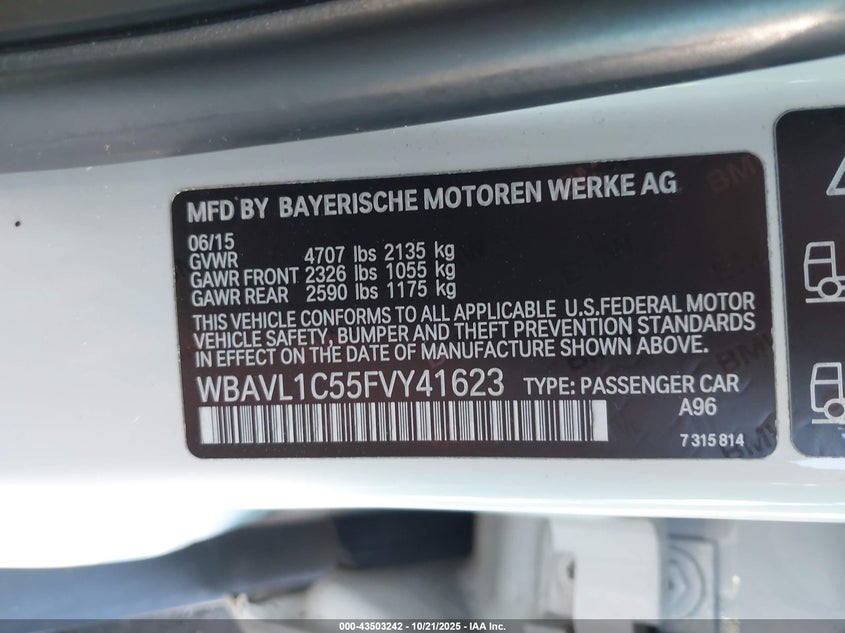 MFD BY BAYERISCHE MOTOREN WERKE AG
06/15
GVWR 4707 lbs 2135 kg
GAWR FRONT 2326 lbs 1055 kg
GAWR REAR 2590 lbs 1175 kg
THIS VEHICLE CONFORMS TO ALL APPLICABLE U.S.FEDERAL MOTOR
VEHICLE SAFETY, BUMPER AND THEFT PREVENTION STANDARDS
IN EFFECT ON THE DATE OF MANUFACTURE SHOWN ABOVE.
WBAVL1C55FVY41623 TYPE: PASSENGER CAR
A96
7 315 814
000-43503242 - 10/21/2025 - IAA INC.